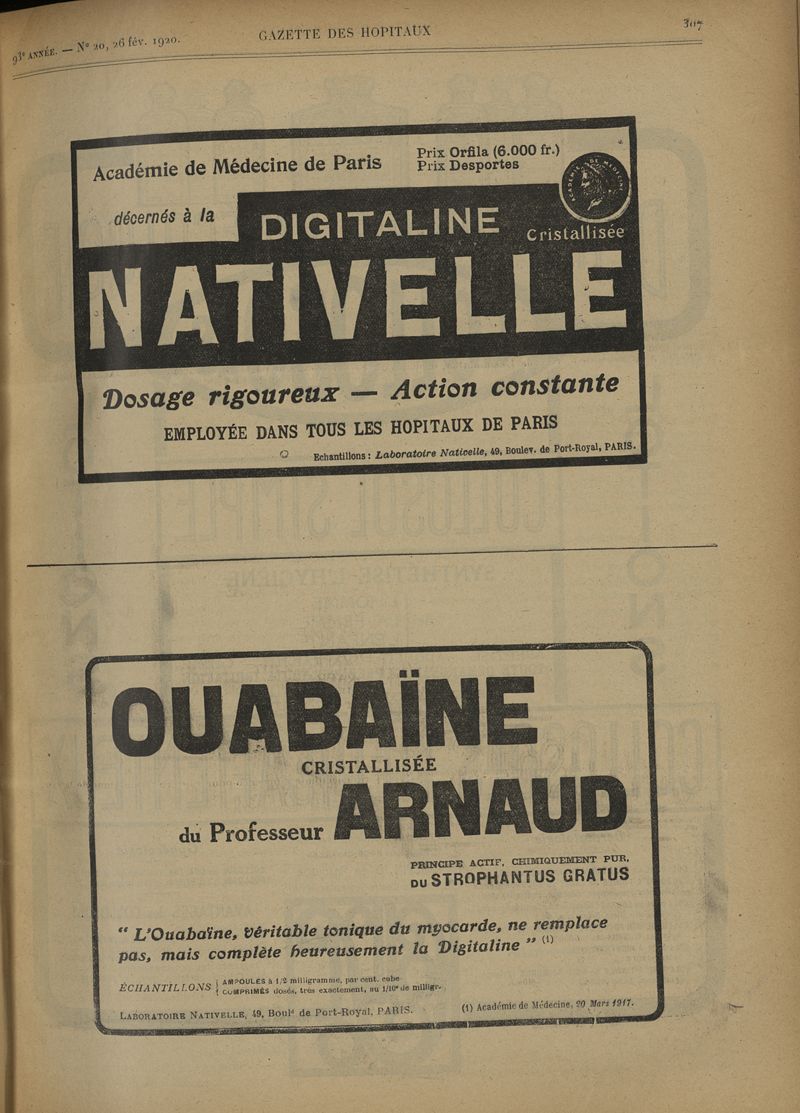 93e ANNÉE. — No 20, 26 fév. 1920.
GAZETTE DES HOPITAUX
307
Académie de Médecine de Paris
Prix Orfila (6.000 fr.)
Prix Desportes
décernés à la
DIGITALINE
Cristallisée
NATIVELLE
Dosage rigoureux — Action constante
EMPLOYÉE DANS TOUS LES HOPITAUX DE PARIS
Echantillons : Laboratoire Nativelle, 49, Boulev. de Port-Royal, PARIS.
OUABAÏNE
CRISTALLISÉE
du Professeur ARNAUD
PRINCIPE ACTIF, CHIMIQUEMENT PUR,
DU STROPHANTUS GRATUS
“ L'Ouabaïne, véritable tonique du myocarde, ne remplace
pas, mais complète heureusement la Digitaline ” (1)
ÉCHANTILLONS
AMPOULES à 1/2 milligramme, par cent. cube
COMPRIMÉS dosés, très exactement, au 1/10e de milligr.
LABORATOIRE NATIVELLE, 49, Bould de Port-Royal, PARIS.
(1) Académie de Médecine, 20 Mars 1917.